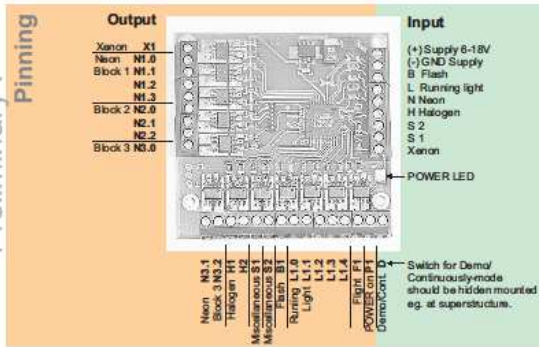 Pinning
Output
Xenon X1
Neon N1.0
Block 1 N1.1
N1.2
N1.3
Block 2 N2.0
N2.1
N2.2
Block 3 N3.0
Input
(+) Supply 6-18V
(-) GND Supply
B Flash
L Running light
N Neon
H Halogen
S 2
S 1
Xenon
POWER LED
Neon N3.1
Block 3 N3.2
Halogen H1
H2
Miscellaneous S1
Miscellaneous S2
Flash B1
Runing L1.0
Light L1.1
L1.2
L1.3
L1.4
Flight F1
POWER on P1
Demo/Cont. D
Switch for Demo/
Continuously-mode
should be hidden mounted
eg. at superstructure.